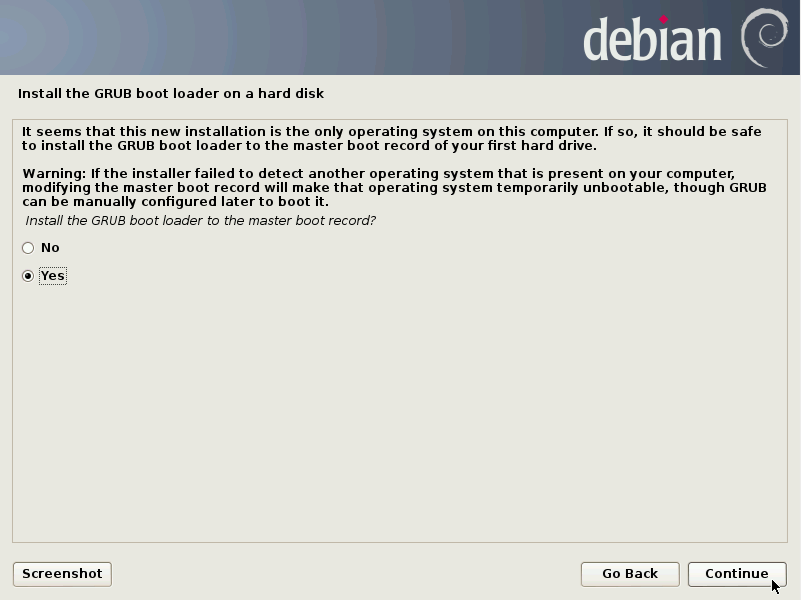 debian
Install the GRUB boot loader on a hard disk
It seems that this new installation is the only operating system on this computer. If so, it should be safe
to install the GRUB boot loader to the master boot record of your first hard drive.
Warning: If the installer failed to detect another operating system that is present on your computer,
modifying the master boot record will make that operating system temporarily unbootable, though GRUB
can be manually configured later to boot it.
Install the GRUB boot loader to the master boot record?
No
Yes
Screenshot
Go Back
Continue